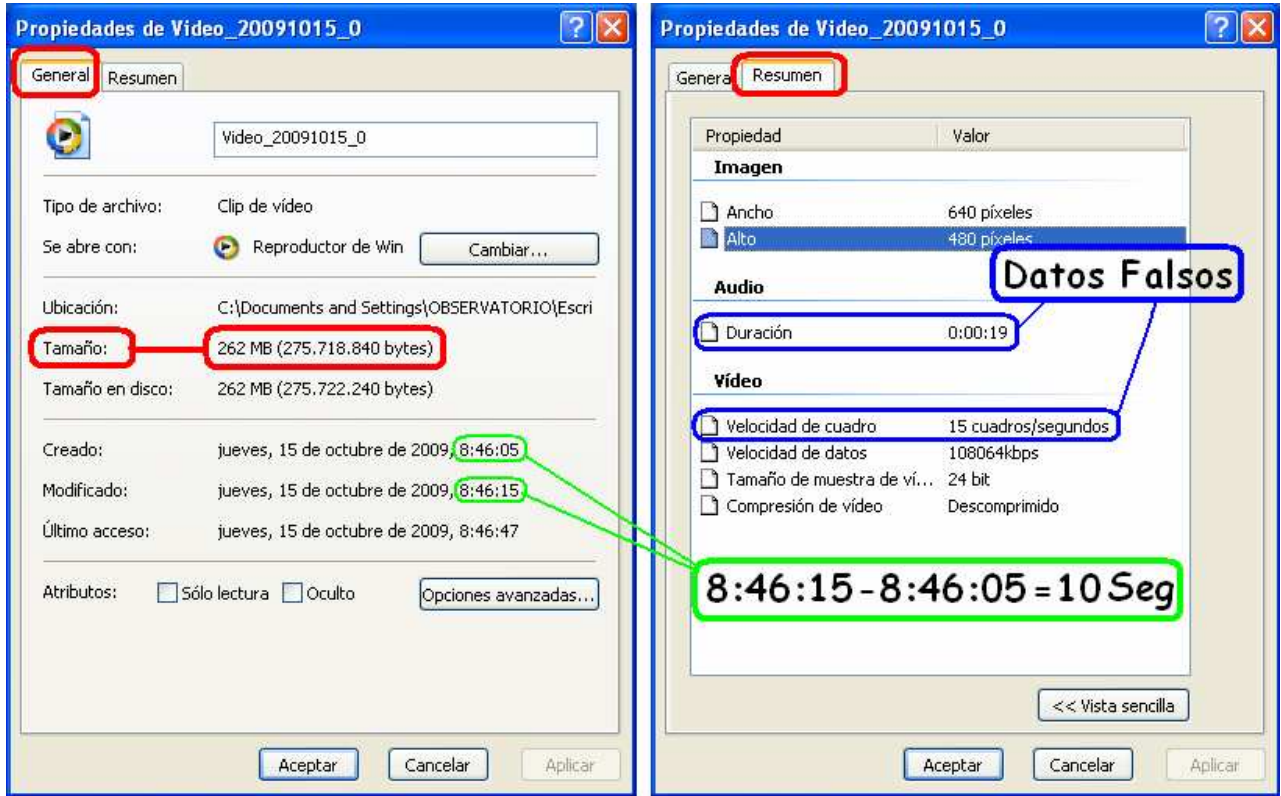 Propiedades de Video_20091015_0
General
Resumen
Video_20091015_0
Tipo de archivo: Clip de vídeo
Se abre con: Reproductor de Win Cambiar...
Ubicación: C:\Documents and Settings\OBSERVATORIO\Escri
Tamaño: 262 MB (275.718.840 bytes)
Tamaño en disco: 262 MB (275.722.240 bytes)
Creado: jueves, 15 de octubre de 2009, 8:46:05
Modificado: jueves, 15 de octubre de 2009, 8:46:15
Último acceso: jueves, 15 de octubre de 2009, 8:46:47
Atributos: Sólo lectura Oculto Opciones avanzadas...
Aceptar Cancelar Aplicar
Propiedades de Video_20091015_0
General Resumen
Propiedad Valor
Imagen
Ancho 640 píxeles
Alto 480 píxeles
Datos Falsos
Audio
Duración 0:00:19
Vídeo
Velocidad de cuadro 15 cuadros/segundos
Velocidad de datos 108064kbps
Tamaño de muestra de ví... 24 bit
Compresión de vídeo Descomprimido
8:46:15-8:46:05=10 Seg
<< Vista sencilla
Aceptar Cancelar Aplicar